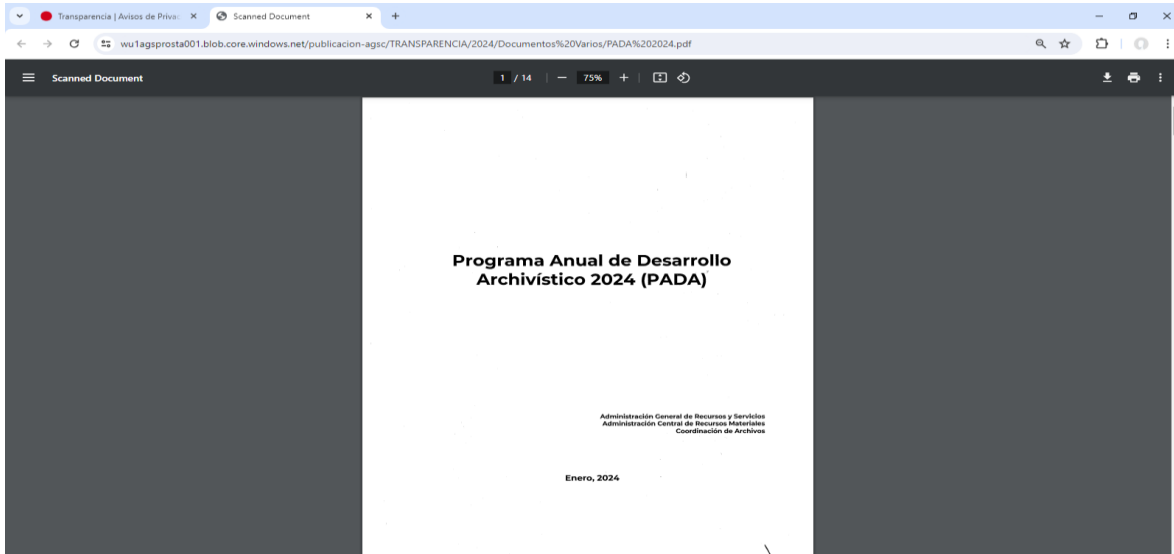 Transparencia | Avisos de Priva
Scanned Document
wu1agsprosta001.blob.core.windows.net/publicacion-agsc/TRANSPARENCIA/2024/Documentos%20Varios/PADA%202024.pdf
Scanned Document
1 / 14
75%
Programa Anual de Desarrollo
Archivístico 2024 (PADA)
Administración General de Recursos y Servicios
Administración Central de Recursos Materiales
Coordinación de Archivos
Enero, 2024